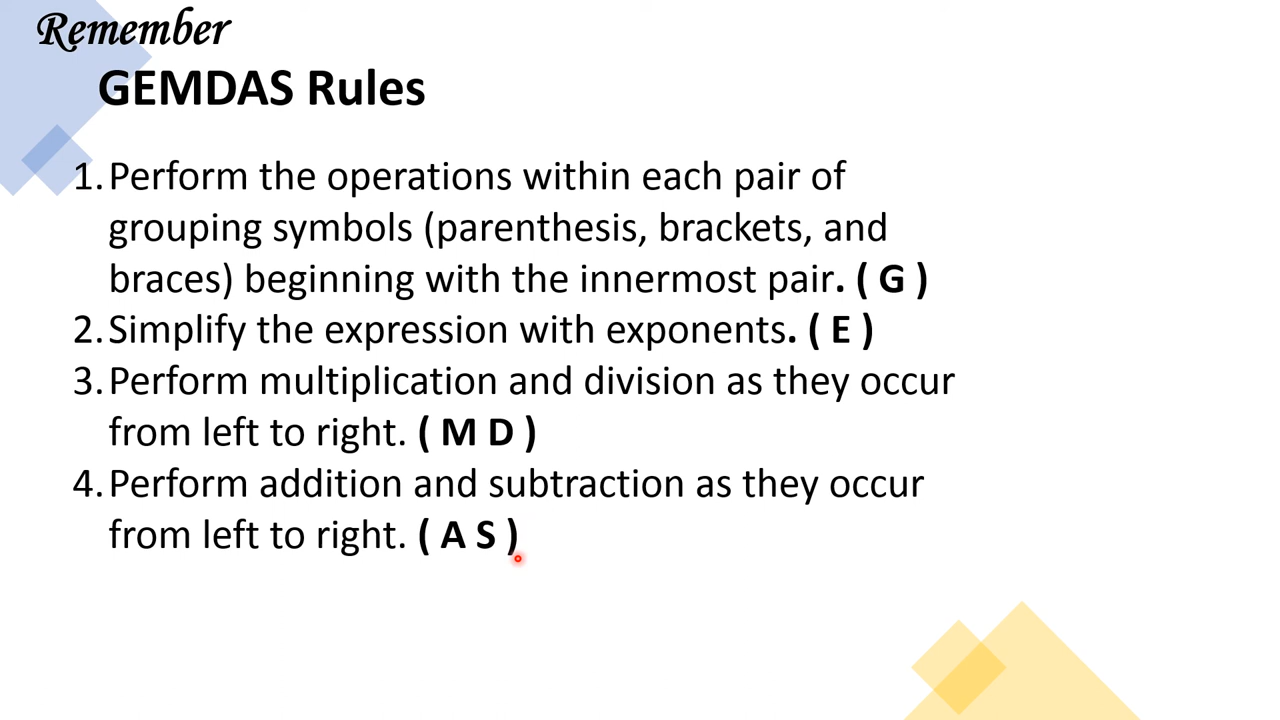 Remember
GEMDAS Rules
1. Perform the operations within each pair of
grouping symbols (parenthesis, brackets, and
braces) beginning with the innermost pair. ( G )
2. Simplify the expression with exponents. ( E )
3. Perform multiplication and division as they occur
from left to right. ( M D )
4. Perform addition and subtraction as they occur
from left to right. ( A S )